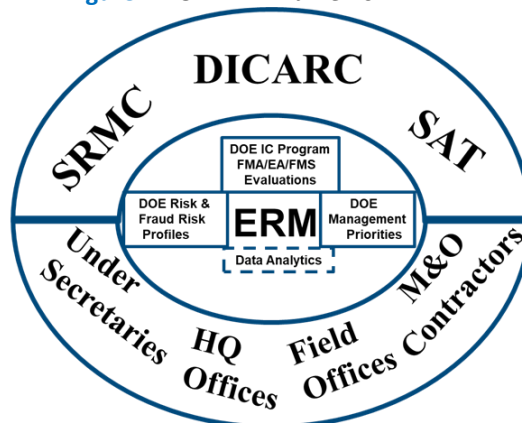 Figure
DICARC
SRMC
SAT
DOE IC Program
FMA/EA/FMS
Evaluations
DOE Risk &
Fraud Risk
Profiles
ERM
DOE
Management
Priorities
Data Analytics
Under
Secretaries
HQ
Offices
Field
Offices
M&O
Contractors